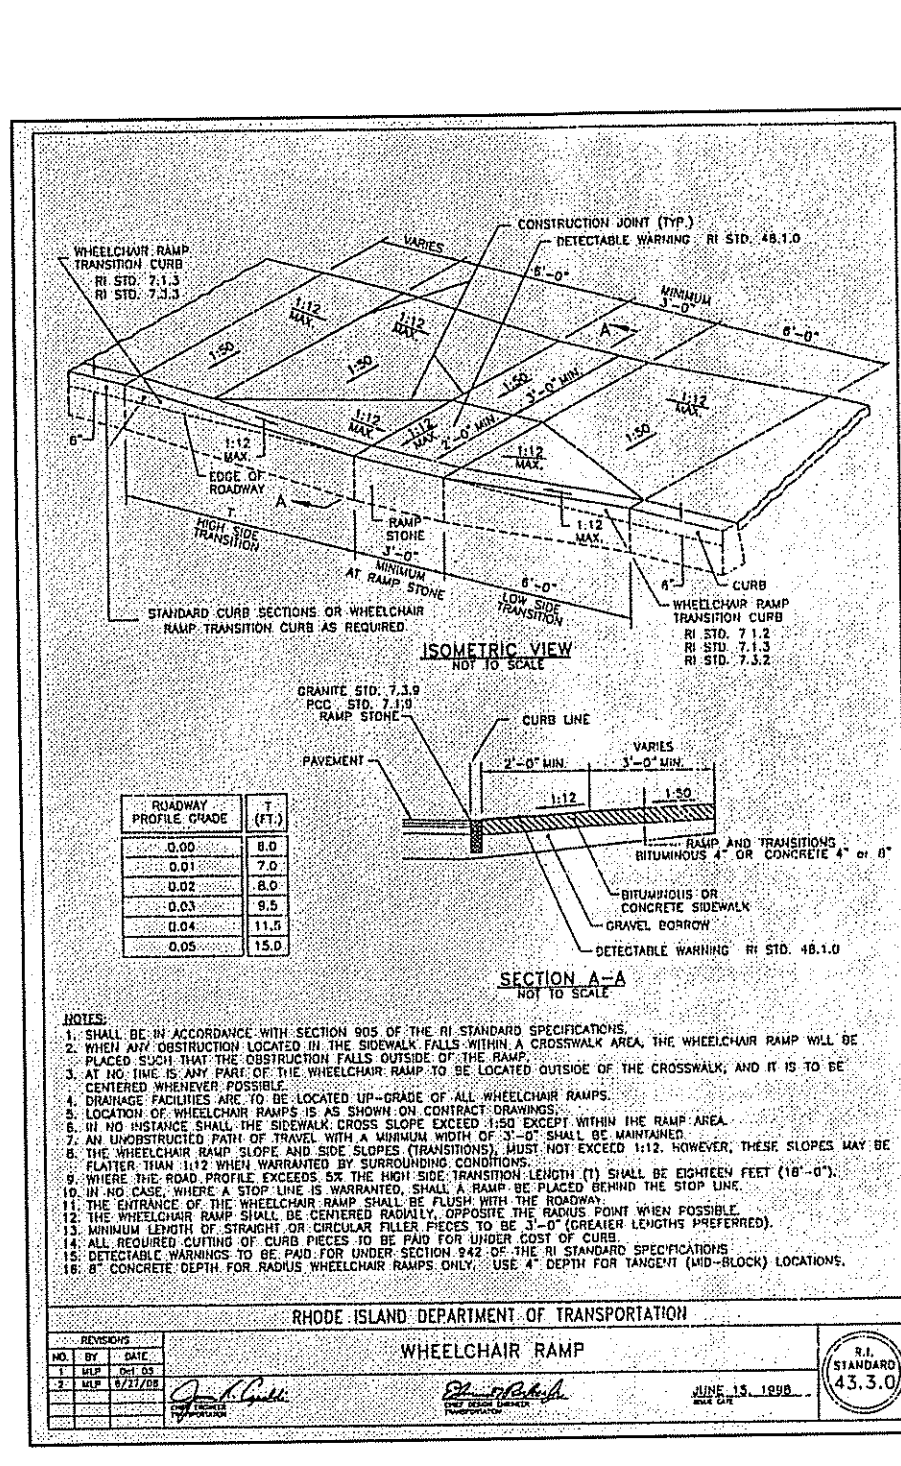 CONSTRUCTION JOINT (TYP.)
DETECTABLE WARNING RI STD. 48.1.0
WHEELCHAIR RAMP
TRANSITION CURB
RI STD. 7.1.3
RI STD. 7.3.3
VARIES
6'-0"
MINIMUM
3'-0"
6'-0"
A
1:12
MAX.
1:12
MAX.
1:50
1:50
1:50
3'-0" MIN.
1:12
MAX.
1:50
1:12
MAX.
1:12
MAX.
2'-0" MIN.
1:12
MAX.
6"
1:12
MAX.
EDGE OF
ROADWAY
A
T
HIGH SIDE
TRANSITION
RAMP
STONE
3'-0"
MINIMUM
AT RAMP STONE
1:12
MAX.
6'-0"
LOW SIDE
TRANSITION
6"
CURB
WHEELCHAIR RAMP
TRANSITION CURB
RI STD. 7.1.2
RI STD. 7.1.3
RI STD. 7.3.2
STANDARD CURB SECTIONS OR WHEELCHAIR
RAMP TRANSITION CURB AS REQUIRED
ISOMETRIC VIEW
NOT TO SCALE
GRANITE STD. 7.3.9
PCC STD. 7.1.9
RAMP STONE
CURB LINE
PAVEMENT
2'-0" MIN.
VARIES
3'-0" MIN.
1:12
1:50
RAMP AND TRANSITIONS
BITUMINOUS 4" OR CONCRETE 4" or 8"
BITUMINOUS OR
CONCRETE SIDEWALK
GRAVEL BORROW
DETECTABLE WARNING RI STD. 48.1.0
SECTION A-A
NOT TO SCALE
ROADWAY PROFILE GRADE T (FT.)
0.00 6.0
0.01 7.0
0.02 8.0
0.03 9.5
0.04 11.5
0.05 15.0
NOTES:
1. SHALL BE IN ACCORDANCE WITH SECTION 905 OF THE RI STANDARD SPECIFICATIONS.
2. WHEN ANY OBSTRUCTION LOCATED IN THE SIDEWALK FALLS WITHIN A CROSSWALK AREA, THE WHEELCHAIR RAMP WILL BE
PLACED SUCH THAT THE OBSTRUCTION FALLS OUTSIDE OF THE RAMP.
3. AT NO TIME IS ANY PART OF THE WHEELCHAIR RAMP TO BE LOCATED OUTSIDE OF THE CROSSWALK, AND IT IS TO BE
CENTERED WHENEVER POSSIBLE.
4. DRAINAGE FACILITIES ARE TO BE LOCATED UP-GRADE OF ALL WHEELCHAIR RAMPS.
5. LOCATION OF WHEELCHAIR RAMPS IS AS SHOWN ON CONTRACT DRAWINGS.
6. IN NO INSTANCE SHALL THE SIDEWALK CROSS SLOPE EXCEED 1:50 EXCEPT WITHIN THE RAMP AREA.
7. AN UNOBSTRUCTED PATH OF TRAVEL WITH A MINIMUM WIDTH OF 3'-0" SHALL BE MAINTAINED.
8. THE WHEELCHAIR RAMP SLOPE AND SIDE SLOPES (TRANSITIONS), MUST NOT EXCEED 1:12. HOWEVER, THESE SLOPES MAY BE
FLATTER THAN 1:12 WHEN WARRANTED BY SURROUNDING CONDITIONS.
9. WHERE THE ROAD PROFILE EXCEEDS 5% THE HIGH SIDE TRANSITION LENGTH (T) SHALL BE EIGHTEEN FEET (18'-0").
10. IN NO CASE, WHERE A STOP LINE IS WARRANTED, SHALL A RAMP BE PLACED BEHIND THE STOP LINE.
11. THE ENTRANCE OF THE WHEELCHAIR RAMP SHALL BE FLUSH WITH THE ROADWAY.
12. THE WHEELCHAIR RAMP SHALL BE CENTERED RADIALLY, OPPOSITE THE RADIUS POINT WHEN POSSIBLE.
13. MINIMUM LENGTH OF STRAIGHT OR CIRCULAR FILLER PIECES TO BE 3'-0" (GREATER LENGTHS PREFERRED).
14. ALL REQUIRED CUTTING OF CURB PIECES TO BE PAID FOR UNDER COST OF CURB.
15. DETECTABLE WARNINGS TO BE PAID FOR UNDER SECTION 942 OF THE RI STANDARD SPECIFICATIONS
16. 8" CONCRETE DEPTH FOR RADIUS WHEELCHAIR RAMPS ONLY. USE 4" DEPTH FOR TANGENT (MID-BLOCK) LOCATIONS.
RHODE ISLAND DEPARTMENT OF TRANSPORTATION
REVISIONS
NO. BY DATE
1 MLP Oct 05
2 MLP 6/27/08
WHEELCHAIR RAMP
CHIEF ENGINEER
TRANSPORTATION
CHIEF DESIGN ENGINEER
TRANSPORTATION
JUNE 15, 1998
ISSUE DATE
R.I.
STANDARD
43.3.0